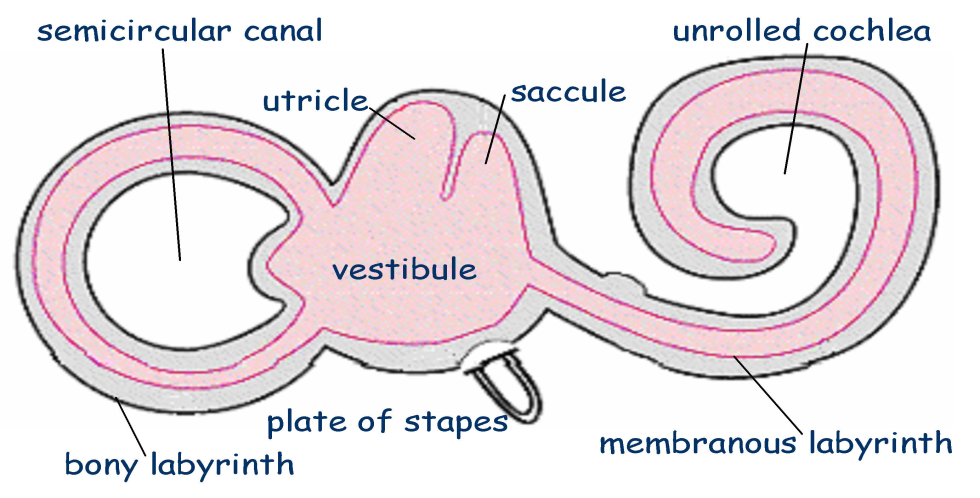 semicircular canal
unrolled cochlea
utricle
saccule
vestibule
plate of stapes
membranous labyrinth
bony labyrinth